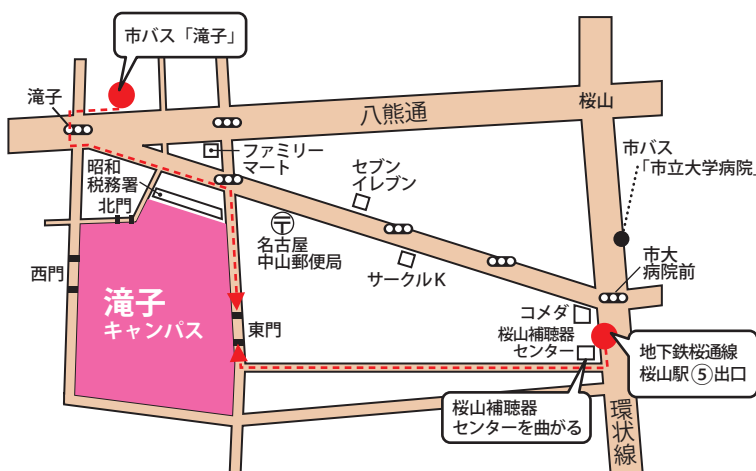 市バス「滝子」
滝子
八熊通
桜山
ファミリー
マート
セブン
イレブン
市バス
「市立大学病院」
昭和
税務署
北門
〒
名古屋
中山郵便局
サークルK
市大
病院前
西門
滝子
キャンパス
東門
コメダ
桜山補聴器
センター
地下鉄桜通線
桜山駅⑤出口
桜山補聴器
センターを曲がる
環状線